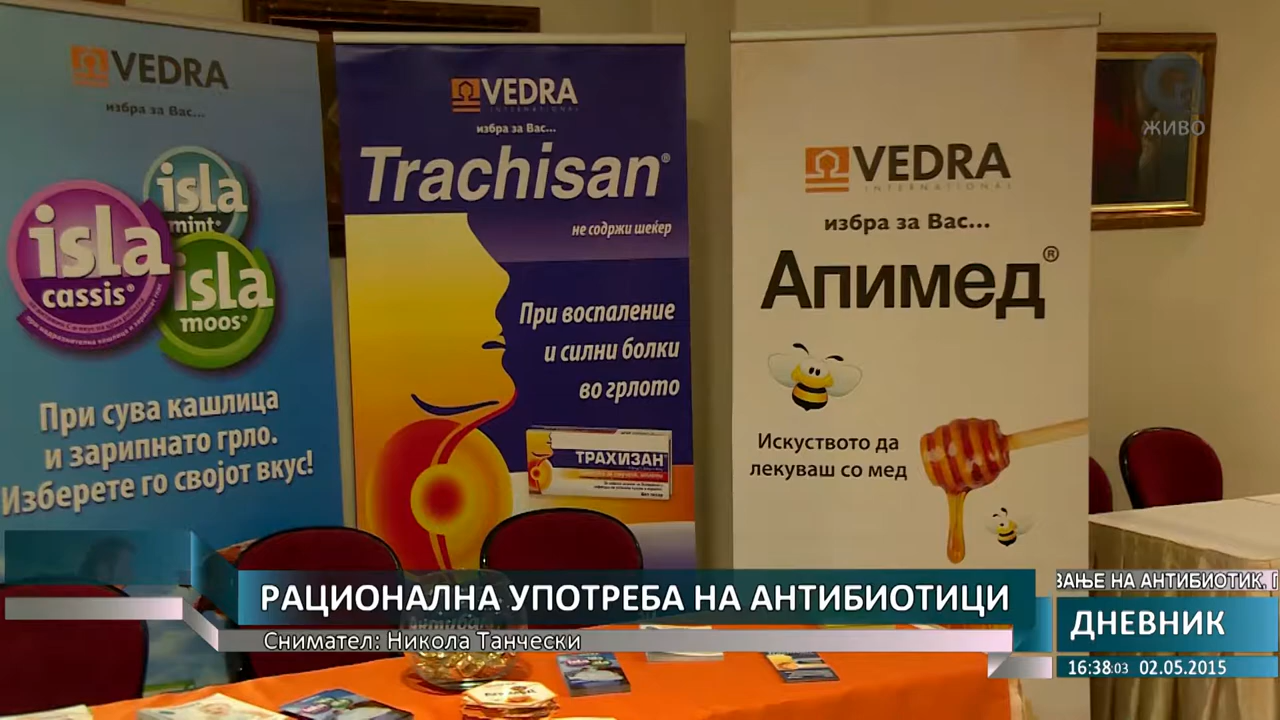 VEDRA
избра за Вас...
isla
mint®
isla
cassis®
isla
moos®
При сува кашлица
и зарипнато грло.
Изберете го својот вкус!
VEDRA
INTERNATIONAL
избра за Вас...
Trachisan®
не содржи шеќер
При воспаление
и силни болки
во грлото
ТРАХИЗАН®
VEDRA
INTERNATIONAL
избра за Вас...
Апимед®
Искуството да
лекуваш со мед
ЖИВО
РАЦИОНАЛНА УПОТРЕБА НА АНТИБИОТИЦИ
Снимател: Никола Танчески
ВАЊЕ НА АНТИБИОТИК.
ДНЕВНИК
16:38:03 02.05.2015